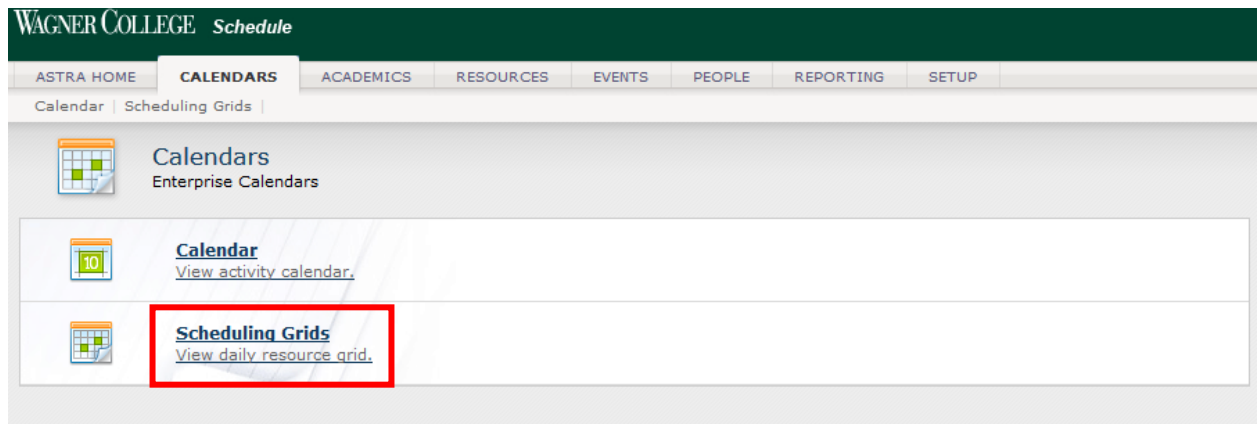 WAGNER COLLEGE Schedule
ASTRA HOME CALENDARS ACADEMICS RESOURCES EVENTS PEOPLE REPORTING SETUP
Calendar | Scheduling Grids |
Calendars
Enterprise Calendars
10
Calendar
View activity calendar.
Scheduling Grids
View daily resource grid.